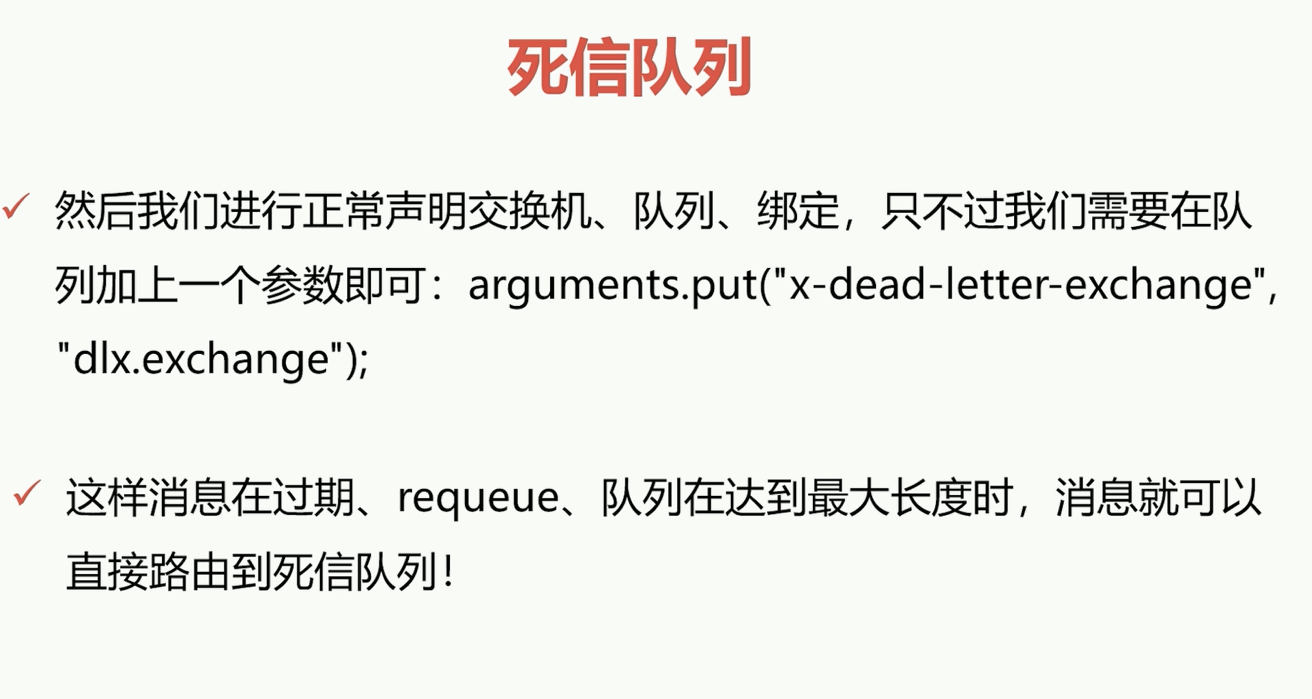 死信队列
✓ 然后我们进行正常声明交换机、队列、绑定，只不过我们需要在队
列加上一个参数即可：arguments.put("x-dead-letter-exchange",
"dlx.exchange");
✓ 这样消息在过期、requeue、队列在达到最大长度时，消息就可以
直接路由到死信队列！